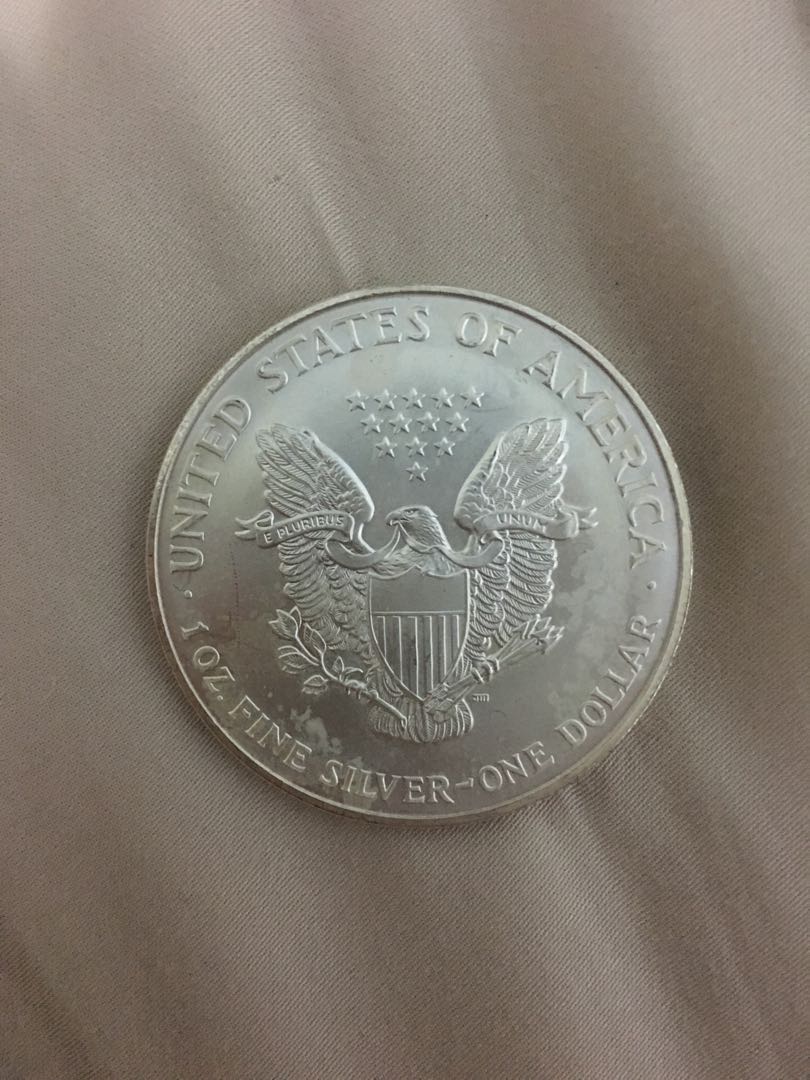 UNITED STATES OF AMERICA
E PLURIBUS UNUM
1 OZ. FINE SILVER-ONE DOLLAR